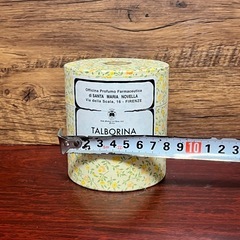 Officina Profumo Farmaceutico
di SANTA MARIA NOVELLA
Via della Scala, 16 - FIRENZE
TALBORINA
1 2 3 4 5 6 7 8 9 10 1 2 3